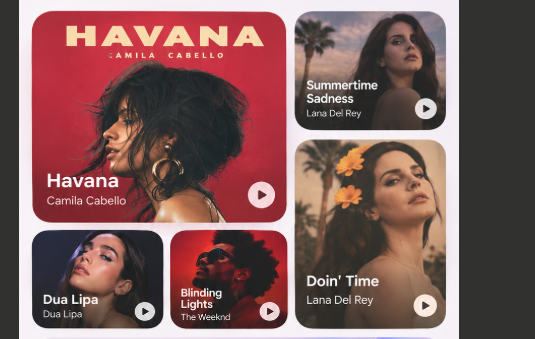 HAVANA
CAMILA CABELLO
Havana
Camila Cabello
Summertime
Sadness
Lana Del Rey
Doin' Time
Lana Del Rey
Dua Lipa
Dua Lipa
Blinding
Lights
The Weeknd